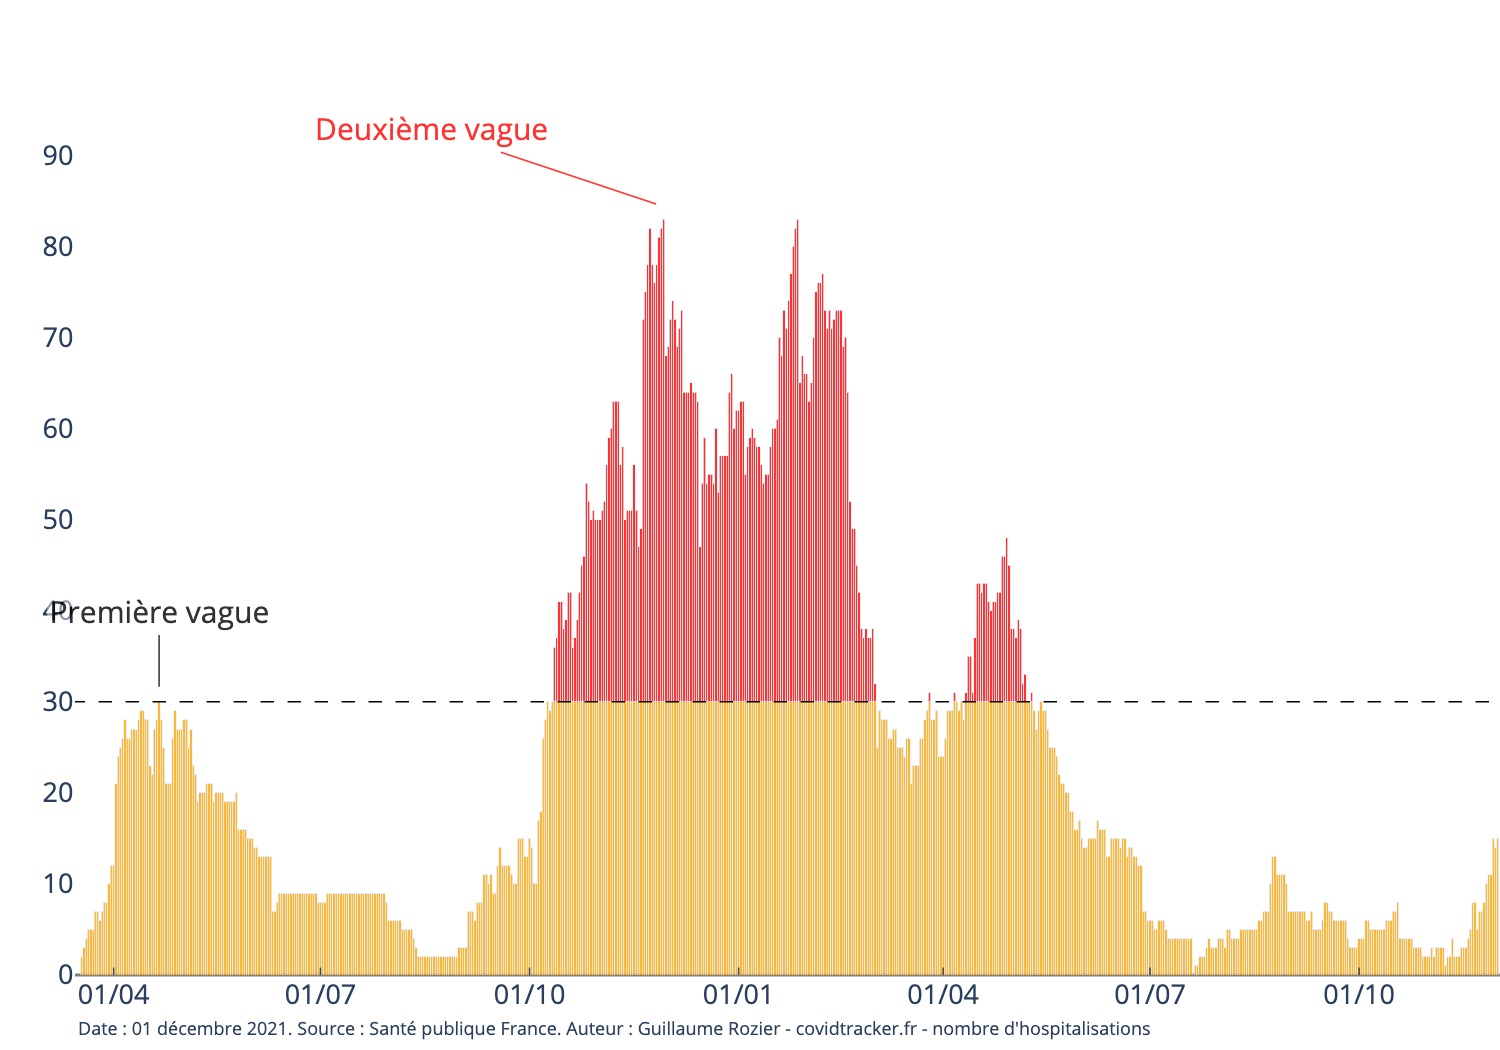 Deuxième vague
90
80
70
60
50
40
Première vague
30
20
10
0
01/04 01/07 01/10 01/01 01/04 01/07 01/10
Date : 01 décembre 2021. Source : Santé publique France. Auteur : Guillaume Rozier - covidtracker.fr - nombre d'hospitalisations